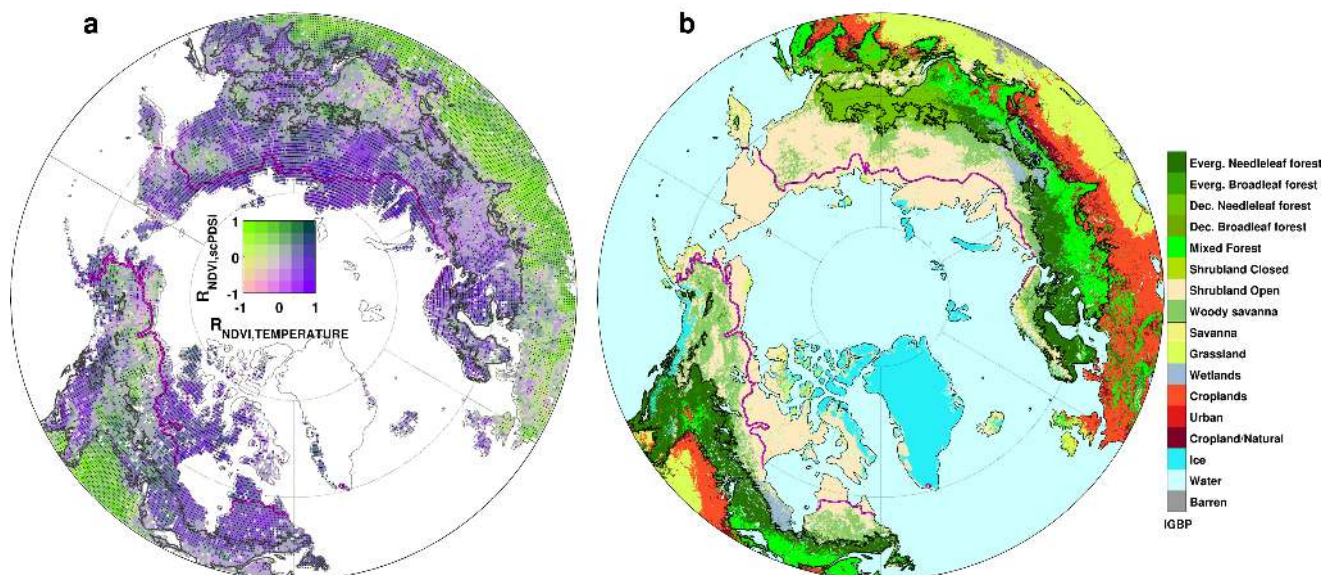 a
b
1
0
-1
-1 0 1
RNDVI,scPDSI
RNDVI,TEMPERATURE
Everg. Needleleaf forest
Everg. Broadleaf forest
Dec. Needleleaf forest
Dec. Broadleaf forest
Mixed Forest
Shrubland Closed
Shrubland Open
Woody savanna
Savanna
Grassland
Wetlands
Croplands
Urban
Cropland/Natural
Ice
Water
Barren
IGBP